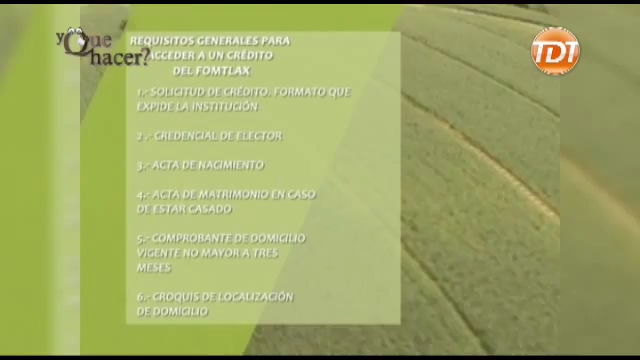 y Que
hacer?
TDT
REQUISITOS GENERALES PARA
ACCEDER A UN CRÉDITO
DEL FOMTLAX
1.- SOLICITUD DE CRÉDITO. FORMATO QUE
EXPIDE LA INSTITUCIÓN
2.- CREDENCIAL DE ELECTOR
3.- ACTA DE NACIMIENTO
4.- ACTA DE MATRIMONIO EN CASO
DE ESTAR CASADO
5.- COMPROBANTE DE DOMICILIO
VIGENTE NO MAYOR A TRES
MESES
6.- CROQUIS DE LOCALIZACIÓN
DE DOMICILIO